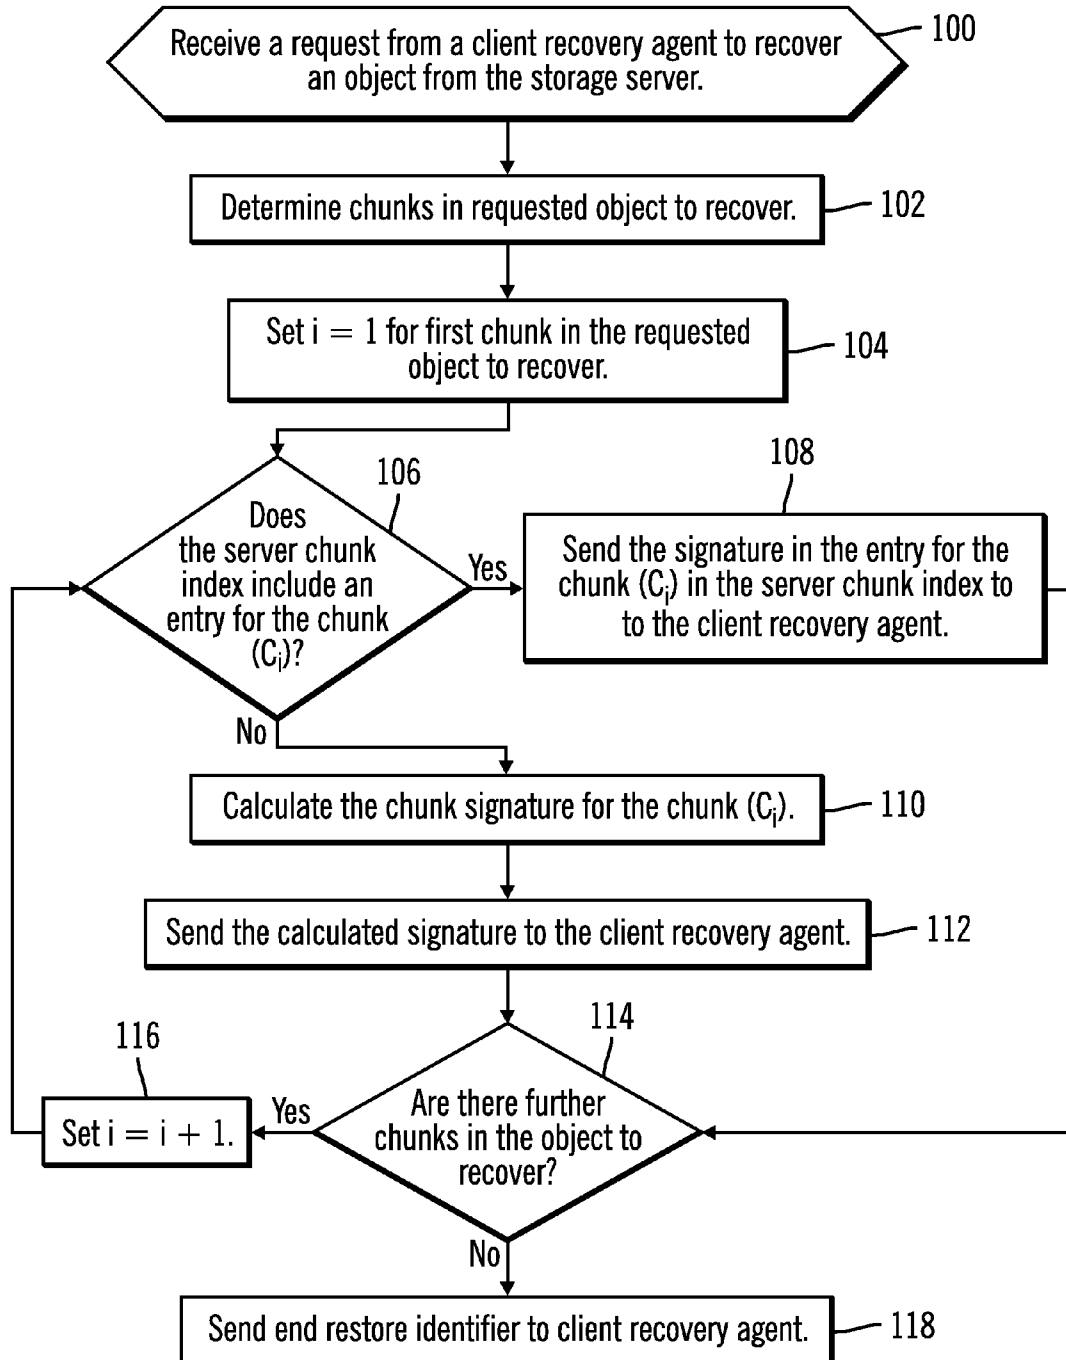 Receive a request from a client recovery agent to recover
an object from the storage server.
100
Determine chunks in requested object to recover.
102
Set i = 1 for first chunk in the requested
object to recover.
104
106
Does
the server chunk
index include an
entry for the chunk
(Ci)?
Yes
No
108
Send the signature in the entry for the
chunk (Ci) in the server chunk index to
to the client recovery agent.
Calculate the chunk signature for the chunk (Ci).
110
Send the calculated signature to the client recovery agent.
112
114
Are there further
chunks in the object to
recover?
Yes
116
Set i = i + 1.
No
Send end restore identifier to client recovery agent.
118